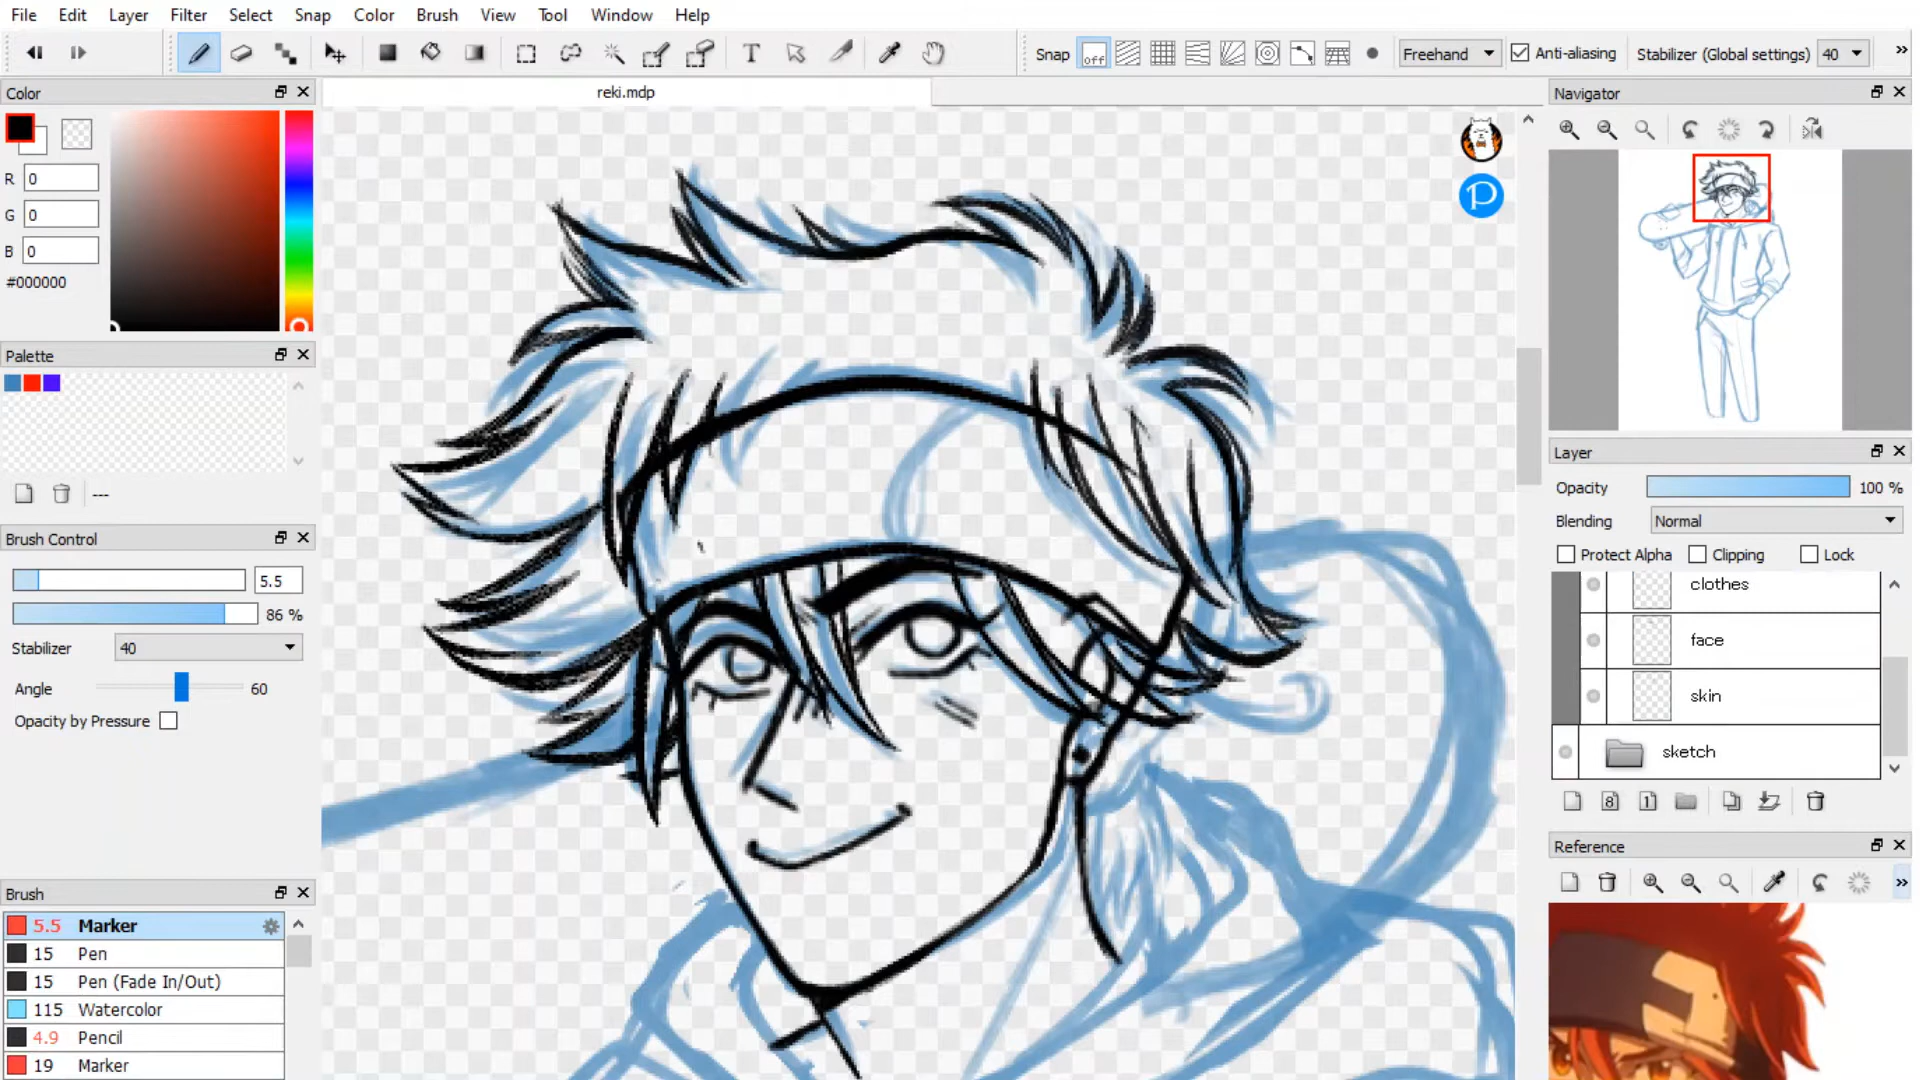 File Edit Layer Filter Select Snap Color Brush View Tool Window Help
Snap off Freehand Anti-aliasing Stabilizer (Global settings) 40 »
Color
reki.mdp
Navigator
R 0
G 0
B 0
#000000
Palette
---
Brush Control
5.5
86 %
Stabilizer 40
Angle 60
Opacity by Pressure
Brush
5.5 Marker
15 Pen
15 Pen (Fade In/Out)
115 Watercolor
4.9 Pencil
19 Marker
P
Layer
Opacity 100 %
Blending Normal
Protect Alpha Clipping Lock
clothes
face
skin
sketch
8 1
Reference
»